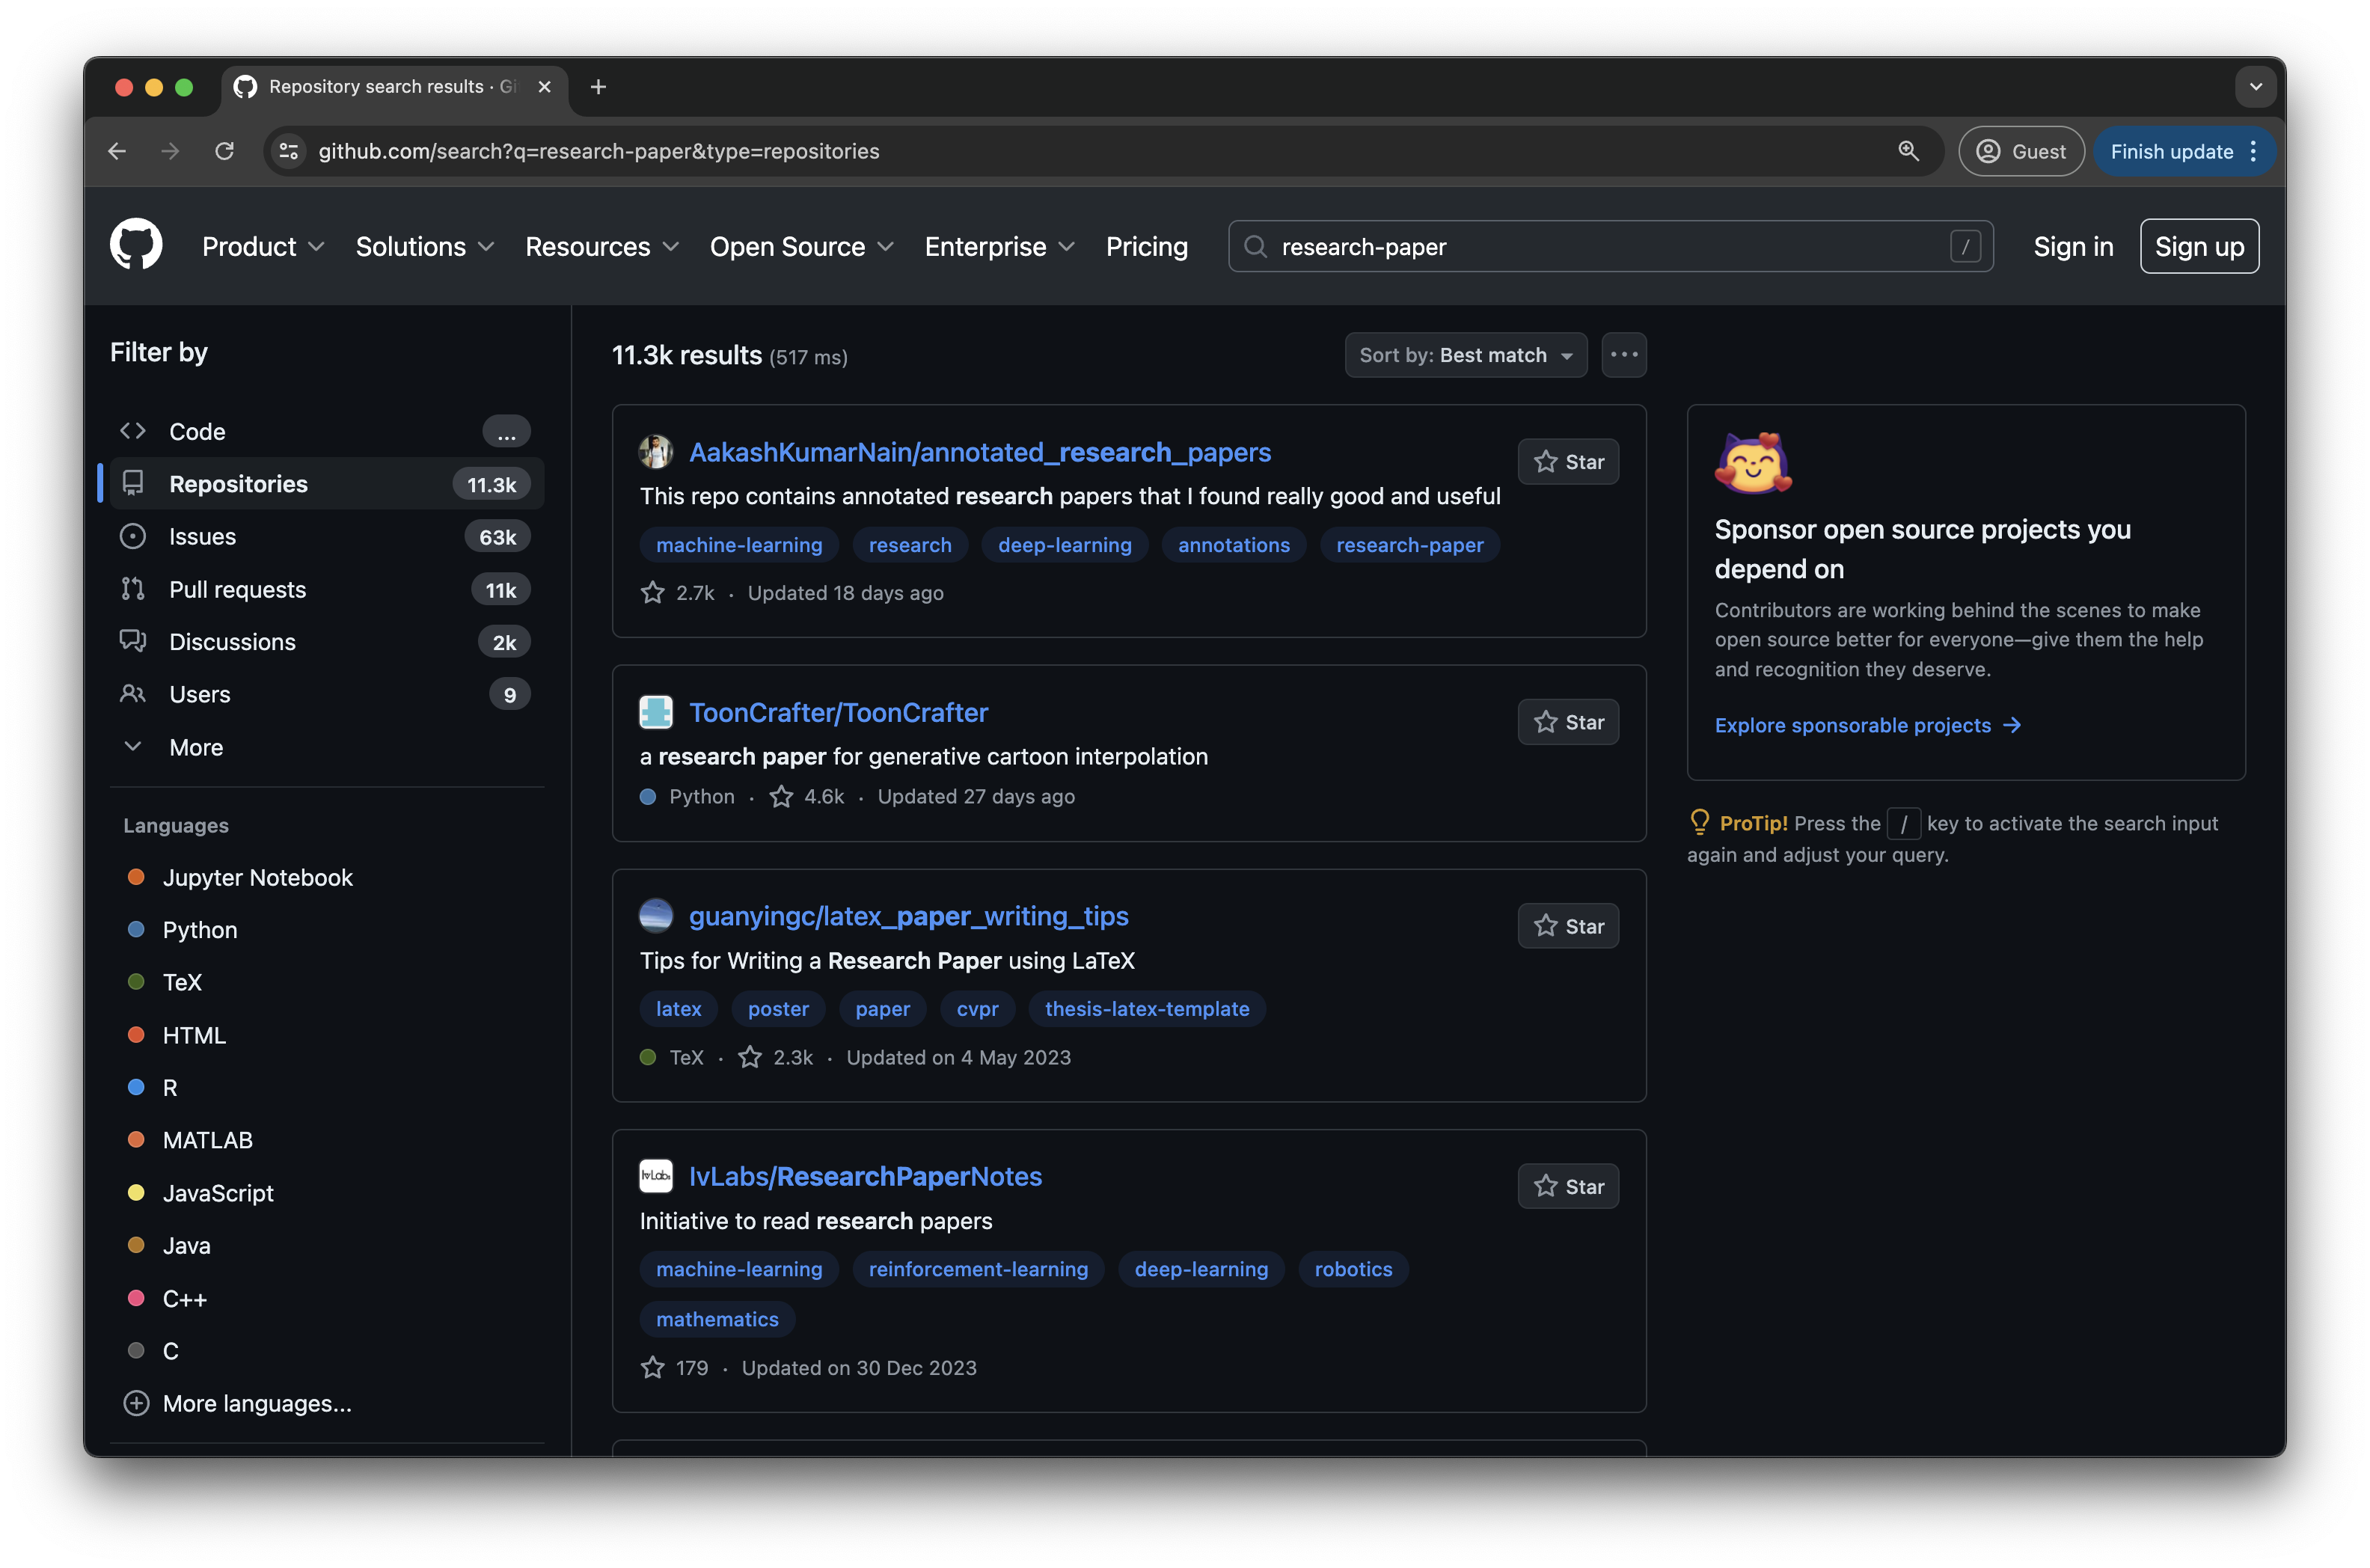 Repository search results · Gi
github.com/search?q=research-paper&type=repositories
Guest
Finish update
Product
Solutions
Resources
Open Source
Enterprise
Pricing
research-paper
/
Sign in
Sign up
Filter by
Code
...
Repositories
11.3k
Issues
63k
Pull requests
11k
Discussions
2k
Users
9
More
Languages
Jupyter Notebook
Python
TeX
HTML
R
MATLAB
JavaScript
Java
C++
C
More languages...
11.3k results (517 ms)
Sort by: Best match
AakashKumarNain/annotated_research_papers
Star
This repo contains annotated research papers that I found really good and useful
machine-learning research deep-learning annotations research-paper
2.7k · Updated 18 days ago
ToonCrafter/ToonCrafter
Star
a research paper for generative cartoon interpolation
Python · 4.6k · Updated 27 days ago
guanyingc/latex_paper_writing_tips
Star
Tips for Writing a Research Paper using LaTeX
latex poster paper cvpr thesis-latex-template
TeX · 2.3k · Updated on 4 May 2023
IvLabs/ResearchPaperNotes
Star
IvLabs
Initiative to read research papers
machine-learning reinforcement-learning deep-learning robotics
mathematics
179 · Updated on 30 Dec 2023
Sponsor open source projects you
depend on
Contributors are working behind the scenes to make
open source better for everyone—give them the help
and recognition they deserve.
Explore sponsorable projects
ProTip! Press the / key to activate the search input
again and adjust your query.